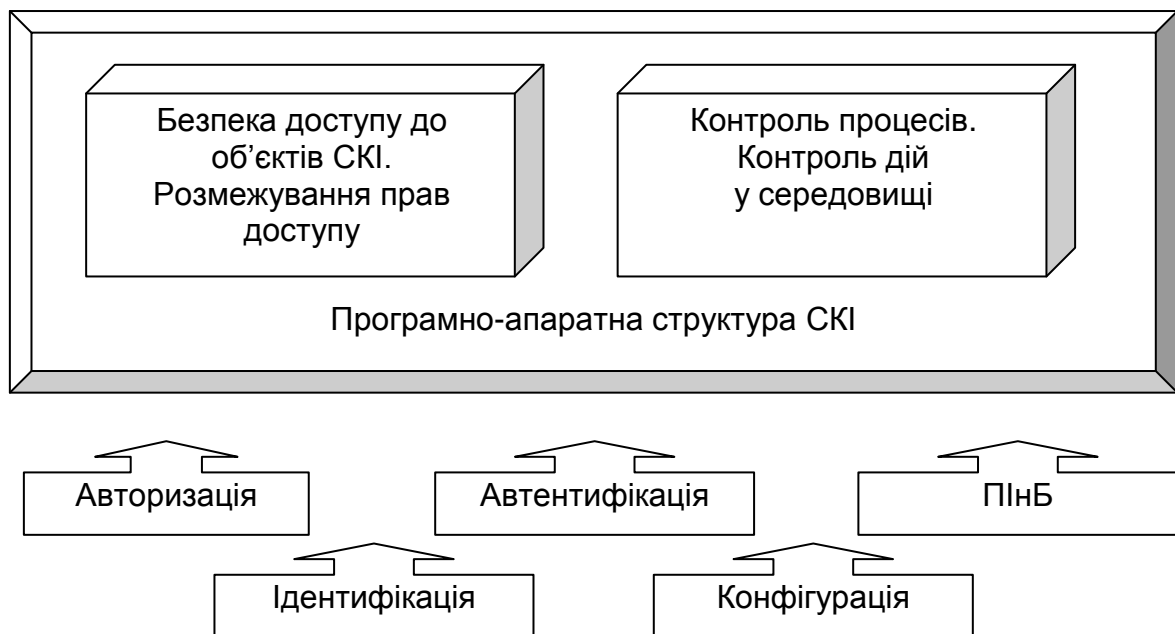 Безпека доступу до
об’єктів СКІ.
Розмежування прав
доступу
Контроль процесів.
Контроль дій
у середовищі
Програмно-апаратна структура СКІ
Авторизація
Автентифікація
ПІнБ
Ідентифікація
Конфігурація